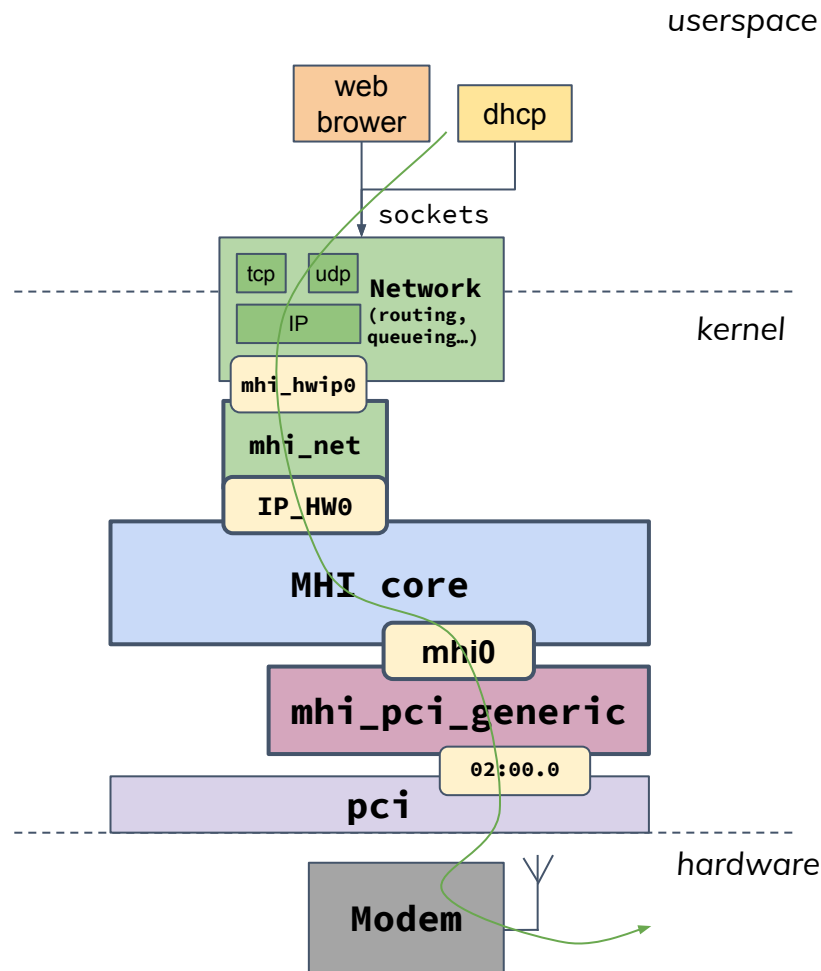 userspace
web
brower
dhcp
sockets
tcp
udp
Network
(routing,
queueing…)
IP
kernel
mhi_hwip0
mhi_net
IP_HW0
MHI core
mhi0
mhi_pci_generic
02:00.0
pci
hardware
Modem